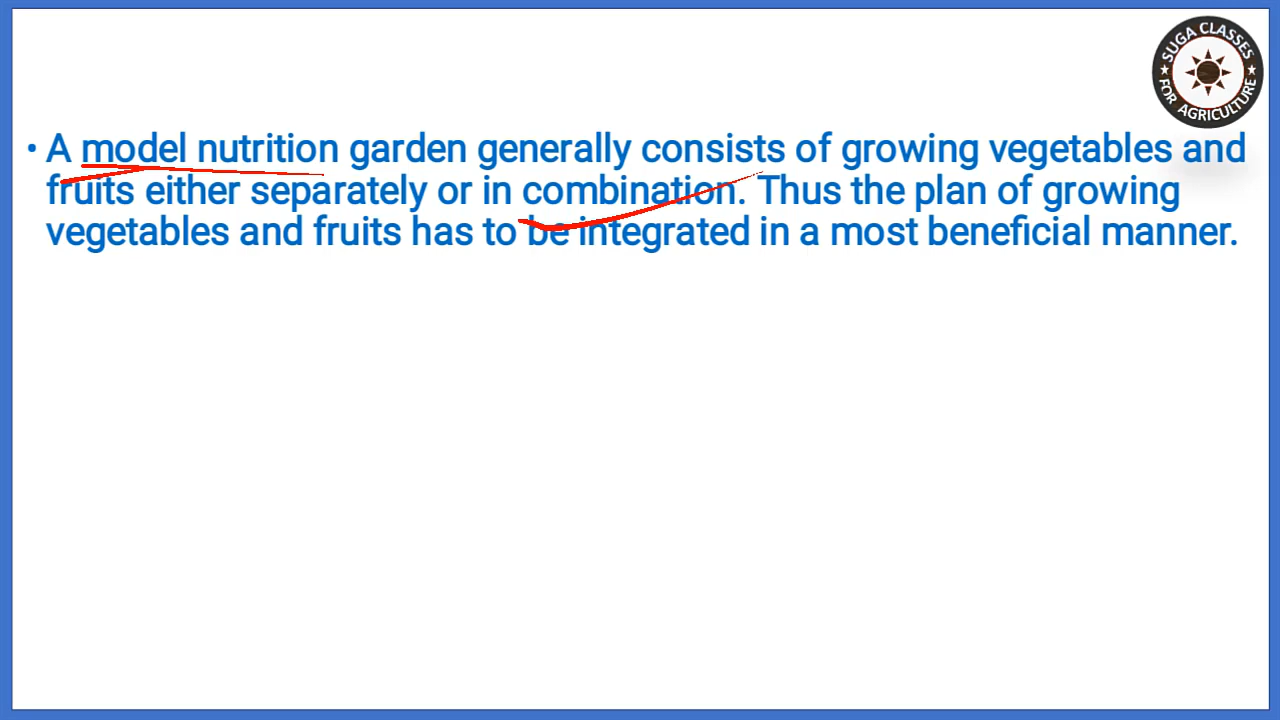 SUGA CLASSES
FOR AGRICULTURE
• A model nutrition garden generally consists of growing vegetables and
fruits either separately or in combination. Thus the plan of growing
vegetables and fruits has to be integrated in a most beneficial manner.